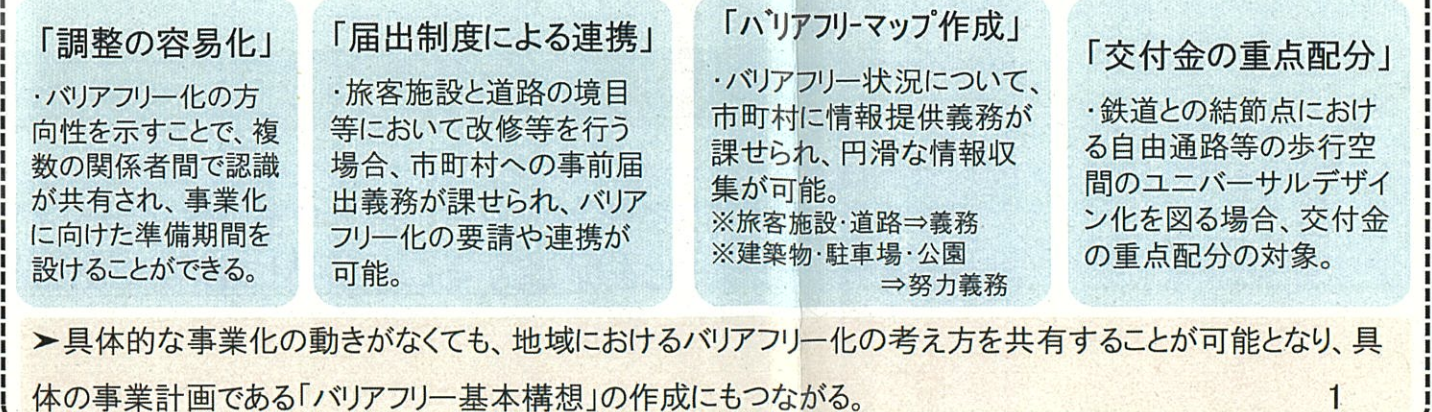 「調整の容易化」
・バリアフリー化の方
向性を示すことで、複
数の関係者間で認識
が共有され、事業化
に向けた準備期間を
設けることができる。
「届出制度による連携」
・旅客施設と道路の境目
等において改修等を行う
場合、市町村への事前届
出義務が課せられ、バリア
フリー化の要請や連携が
可能。
「バリアフリーマップ作成」
・バリアフリー状況について、
市町村に情報提供義務が
課せられ、円滑な情報収
集が可能。
※旅客施設・道路⇒義務
※建築物・駐車場・公園
⇒努力義務
「交付金の重点配分」
・鉄道との結節点におけ
る自由通路等の歩行空
間のユニバーサルデザイ
ン化を図る場合、交付金
の重点配分の対象。
➤具体的な事業化の動きがなくても、地域におけるバリアフリー化の考え方を共有することが可能となり、具
体の事業計画である「バリアフリー基本構想」の作成にもつながる。
1